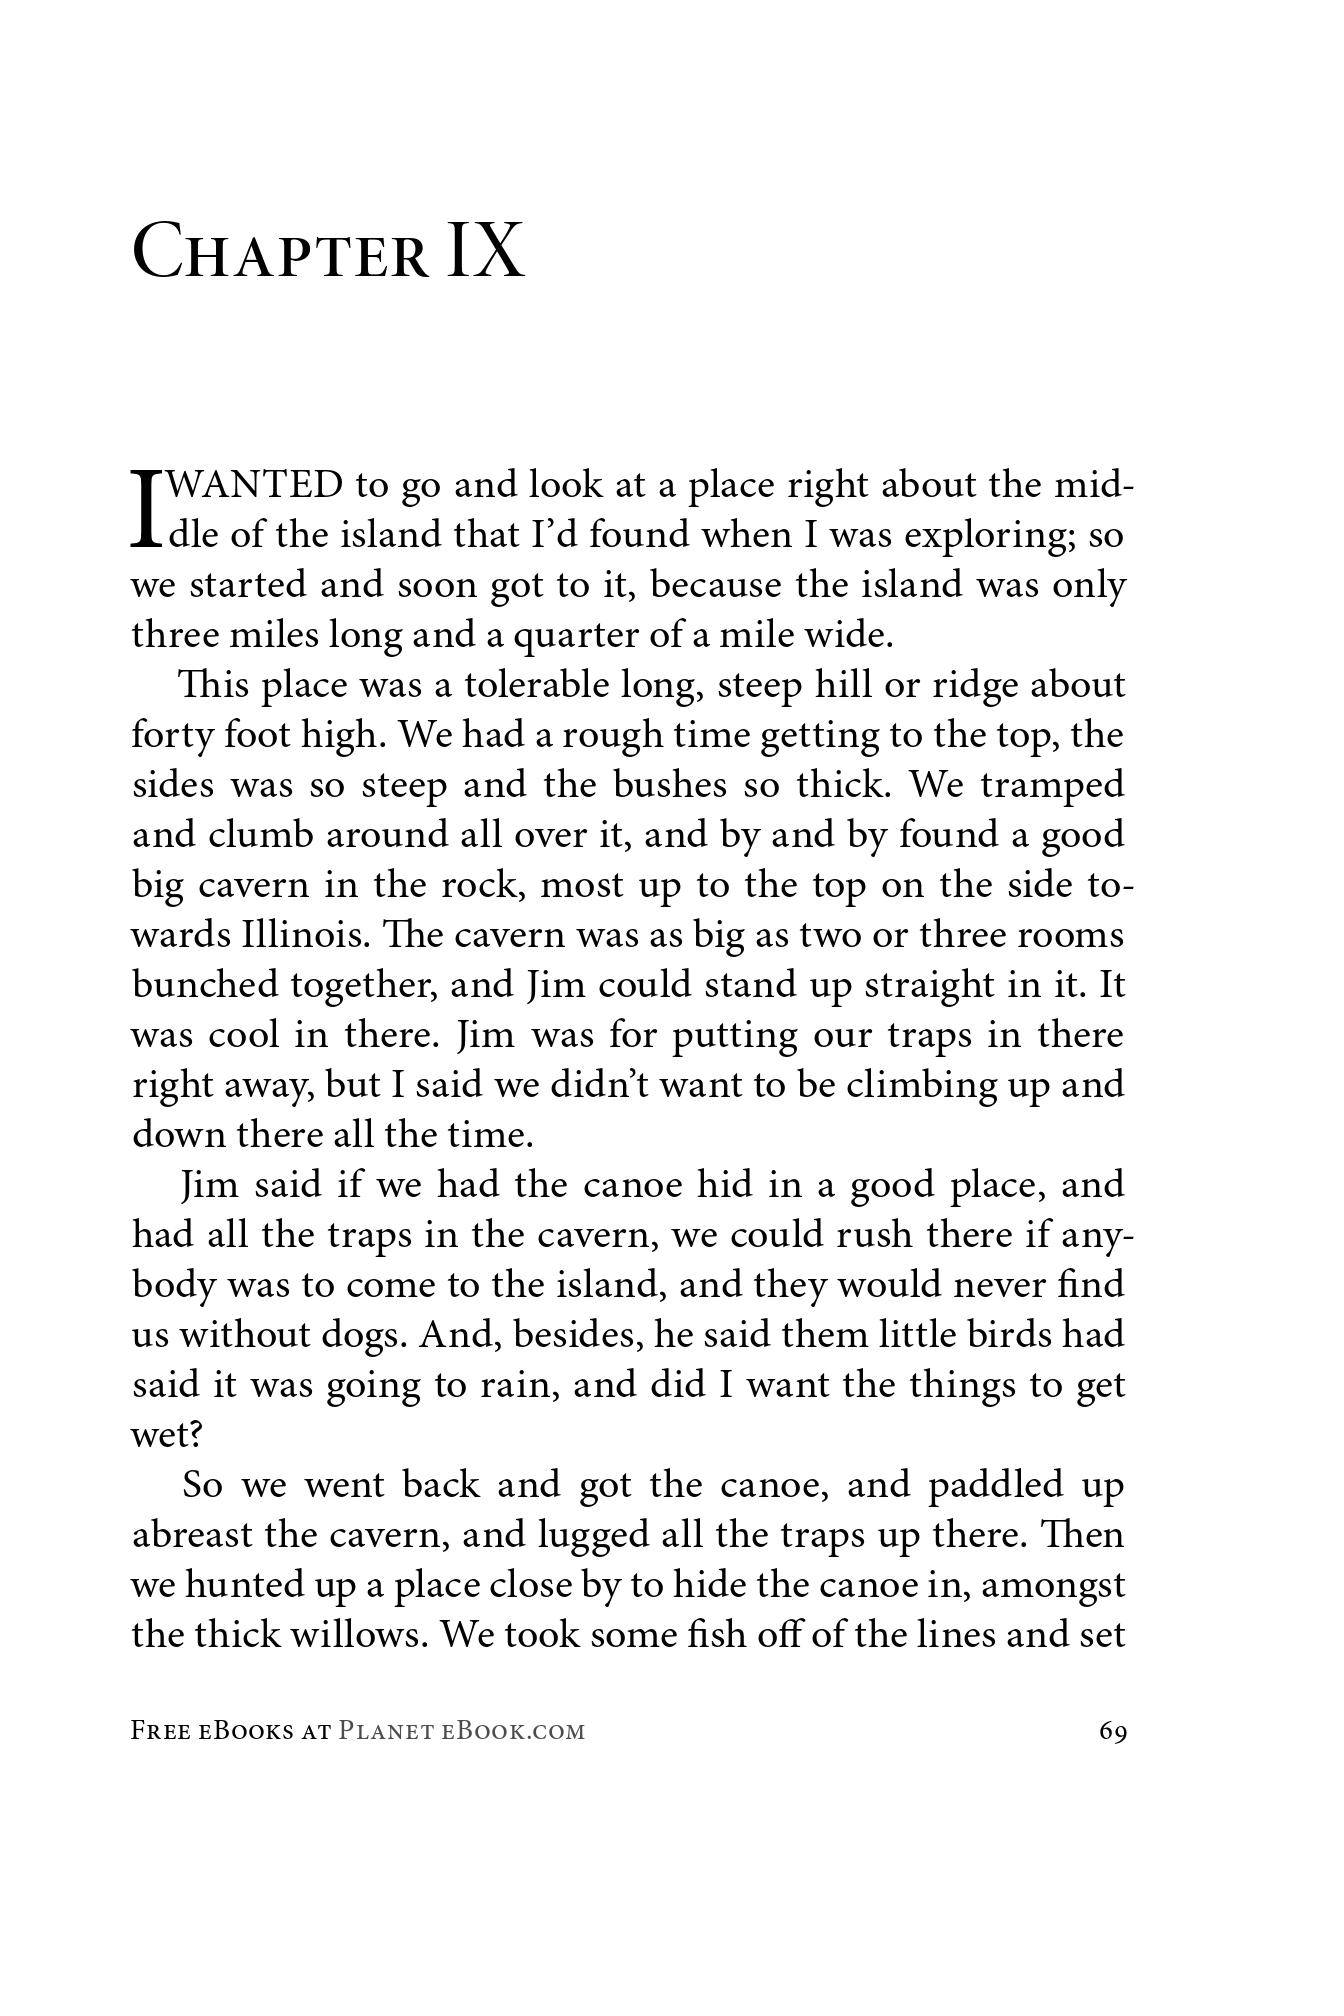 Chapter IX
I WANTED to go and look at a place right about the mid-
dle of the island that I’d found when I was exploring; so
we started and soon got to it, because the island was only
three miles long and a quarter of a mile wide.
This place was a tolerable long, steep hill or ridge about
forty foot high. We had a rough time getting to the top, the
sides was so steep and the bushes so thick. We tramped
and clumb around all over it, and by and by found a good
big cavern in the rock, most up to the top on the side to-
wards Illinois. The cavern was as big as two or three rooms
bunched together, and Jim could stand up straight in it. It
was cool in there. Jim was for putting our traps in there
right away, but I said we didn’t want to be climbing up and
down there all the time.
Jim said if we had the canoe hid in a good place, and
had all the traps in the cavern, we could rush there if any-
body was to come to the island, and they would never find
us without dogs. And, besides, he said them little birds had
said it was going to rain, and did I want the things to get
wet?
So we went back and got the canoe, and paddled up
abreast the cavern, and lugged all the traps up there. Then
we hunted up a place close by to hide the canoe in, amongst
the thick willows. We took some fish off of the lines and set
Free eBooks at Planet eBook.com 69